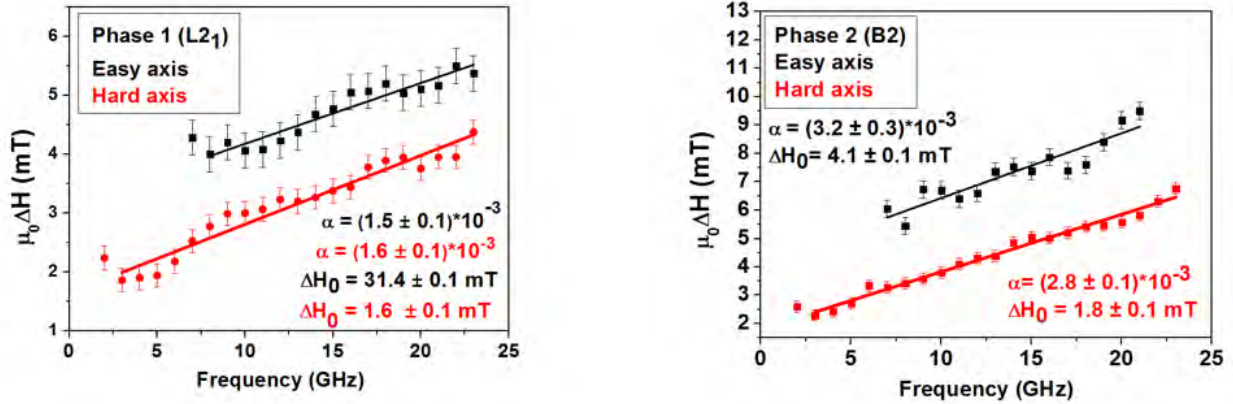 Phase 1 (L2₁)
Easy axis
Hard axis
μ₀ΔH (mT)
6
5
4
3
2
1
α = (1.5 ± 0.1)*10⁻³
α = (1.6 ± 0.1)*10⁻³
ΔH₀ = 31.4 ± 0.1 mT
ΔH₀ = 1.6 ± 0.1 mT
0 5 10 15 20 25
Frequency (GHz)
Phase 2 (B2)
Easy axis
Hard axis
μ₀ΔH (mT)
13
12
11
10
9
8
7
6
5
4
3
2
α = (3.2 ± 0.3)*10⁻³
ΔH₀= 4.1 ± 0.1 mT
α= (2.8 ± 0.1)*10⁻³
ΔH₀ = 1.8 ± 0.1 mT
0 5 10 15 20 25
Frequency (GHz)